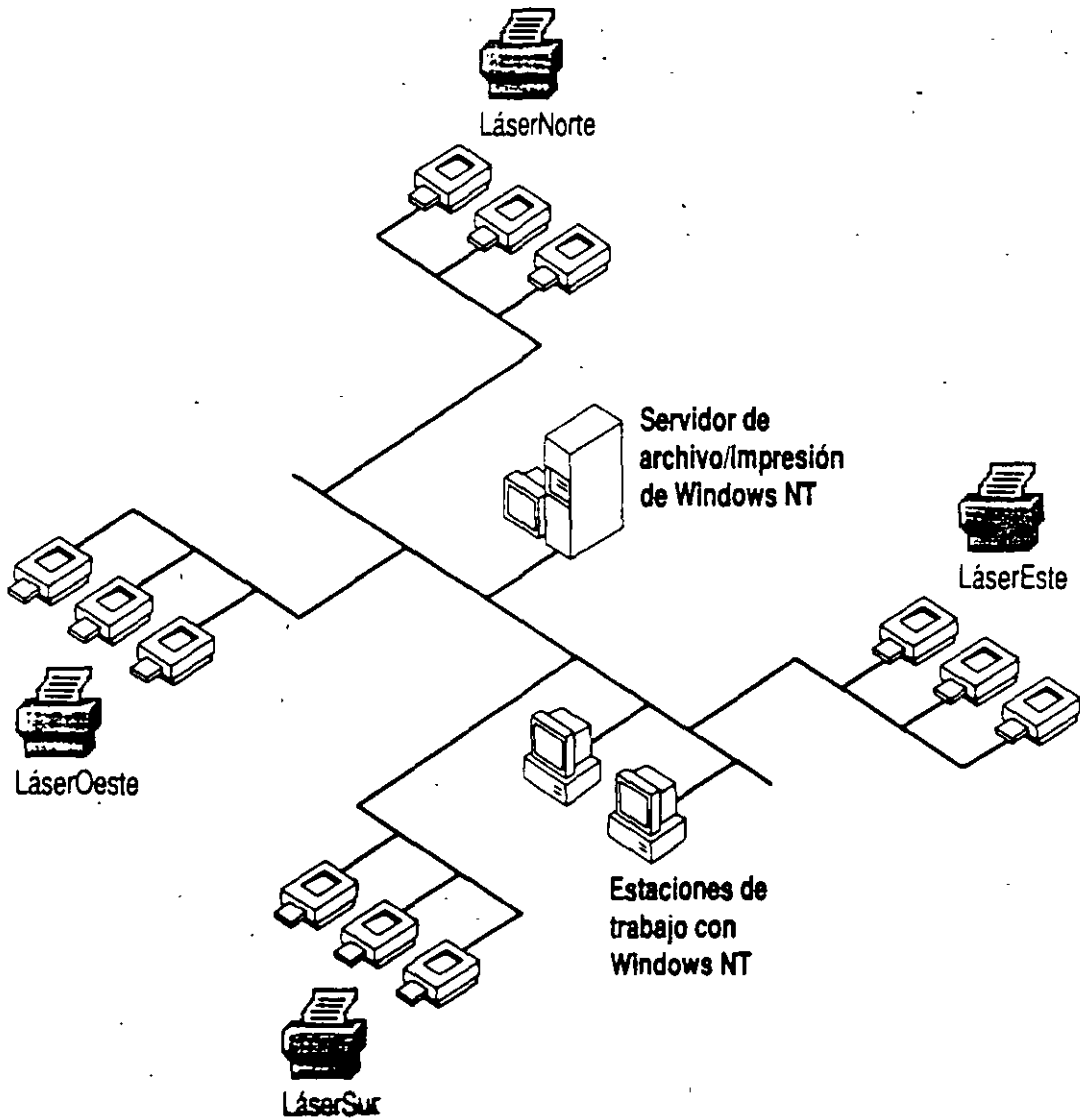 LáserNorte
Servidor de
archivo/Impresión
de Windows NT
LáserEste
LáserOeste
Estaciones de
trabajo con
Windows NT
LáserSur